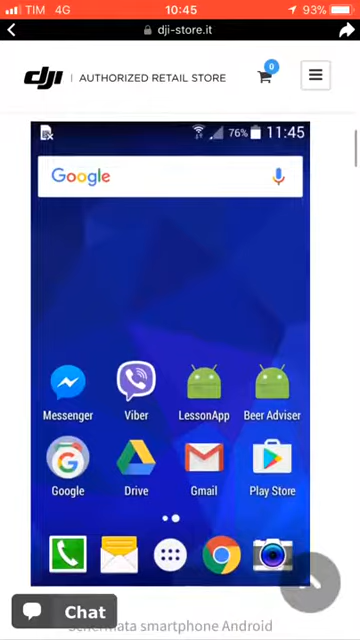 TIM 4G 10:45 93%
dji-store.it
dji | AUTHORIZED RETAIL STORE 0
76% 11:45
Google
Messenger Viber LessonApp Beer Adviser
Google Drive Gmail Play Store
Chat
Schermata smartphone Android